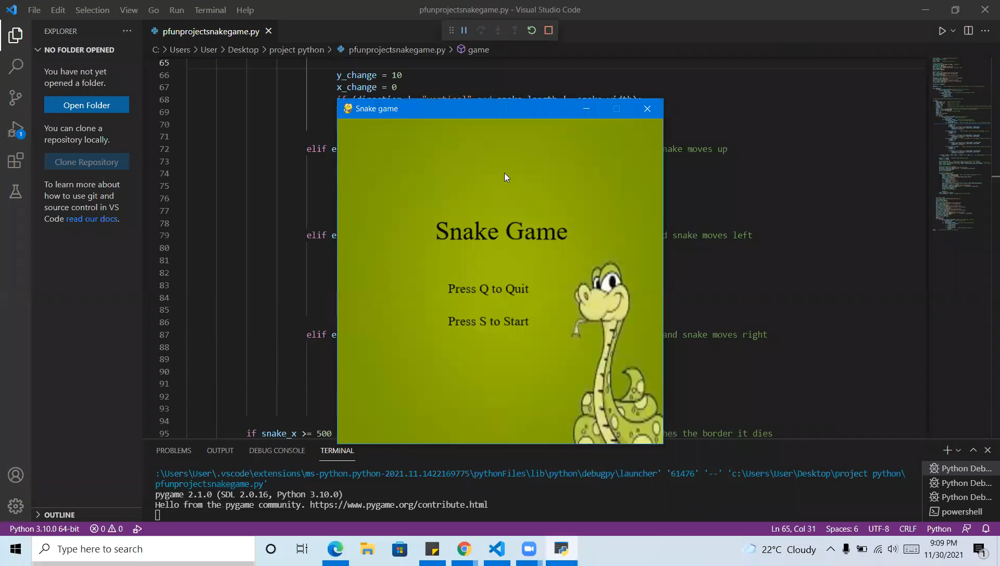 File Edit Selection View Go Run Terminal Help
pfunprojectsnakegame.py - Visual Studio Code
EXPLORER
NO FOLDER OPENED
You have not yet
opened a folder.
Open Folder
You can clone a
repository locally.
Clone Repository
To learn more about
how to use git and
source control in VS
Code read our docs.
OUTLINE
1
pfunprojectsnakegame.py
C: > Users > User > Desktop > project python > pfunprojectsnakegame.py > game
65
66 y_change = 10
67 x_change = 0
68
69
70
71
72 elif e nake moves up
73
74
75
76
77
78
79 elif e d snake moves left
80
81
82
83
84
85
86
87 elif e and snake moves right
88
89
90
91
92
93
94
95 if snake_x >= 500 hes the border it dies
Snake game
Snake Game
Press Q to Quit
Press S to Start
PROBLEMS OUTPUT DEBUG CONSOLE TERMINAL
:\Users\User\.vscode\extensions\ms-python.python-2021.11.1422169775\pythonFiles\lib\python\debugpy\launcher' '61476' '--' 'c:\Users\User\Desktop\project python\
pfunprojectsnakegame.py'
pygame 2.1.0 (SDL 2.0.16, Python 3.10.0)
Hello from the pygame community. https://www.pygame.org/contribute.html
Python Deb...
Python Deb...
Python Deb...
powershell
Python 3.10.0 64-bit 0 0 Ln 65, Col 31 Spaces: 6 UTF-8 CRLF Python
Type here to search
22°C Cloudy
9:09 PM
11/30/2021
1